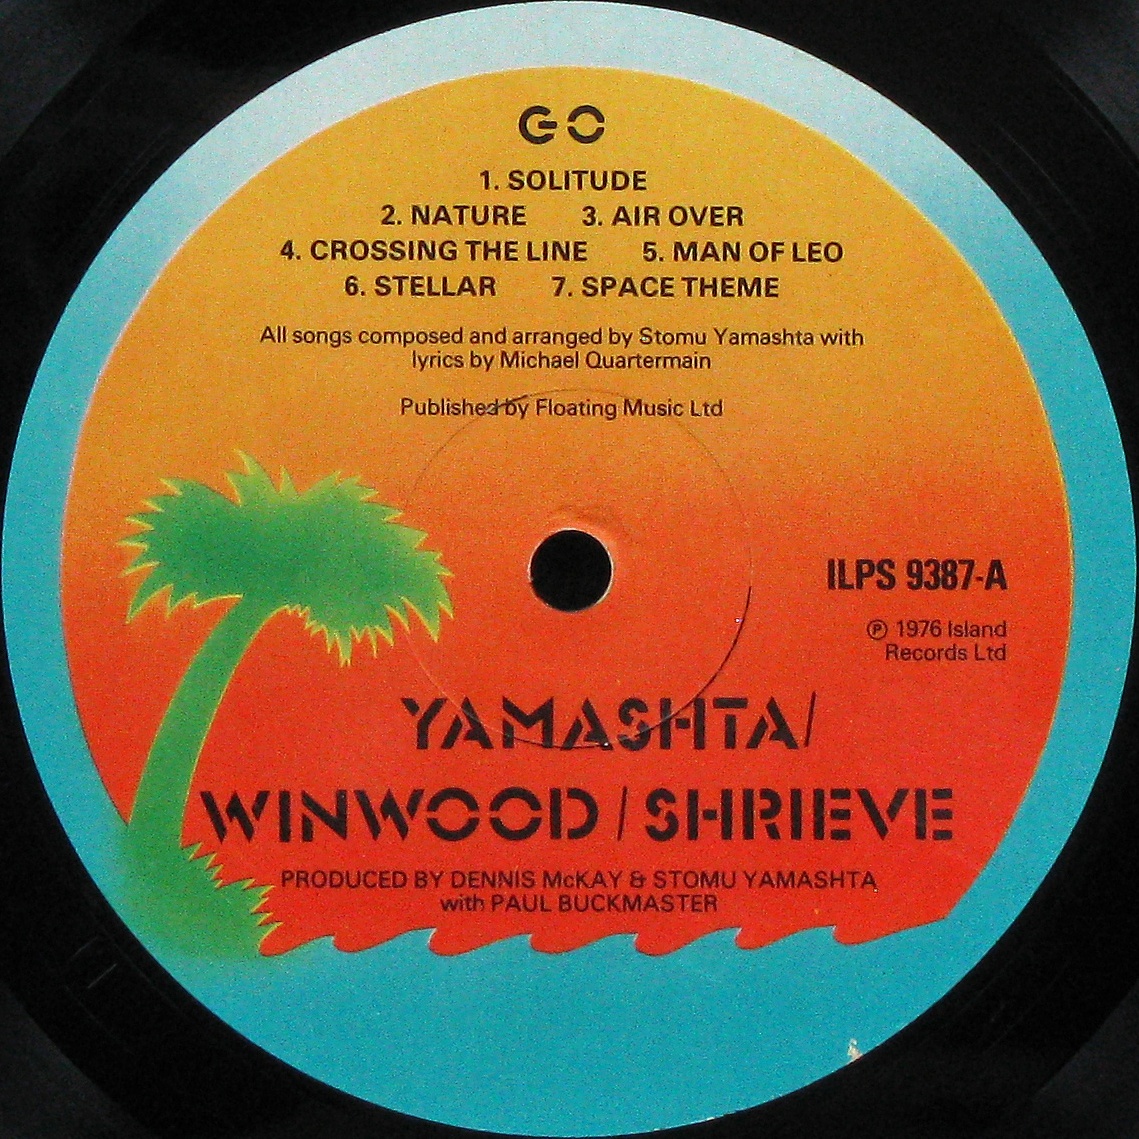 GO
1. SOLITUDE
2. NATURE 3. AIR OVER
4. CROSSING THE LINE 5. MAN OF LEO
6. STELLAR 7. SPACE THEME
All songs composed and arranged by Stomu Yamashta with
lyrics by Michael Quartermain
Published by Floating Music Ltd
ILPS 9387-A
℗ 1976 Island
Records Ltd
YAMASHTA/
WINWOOD/SHRIEVE
PRODUCED BY DENNIS McKAY & STOMU YAMASHTA
with PAUL BUCKMASTER